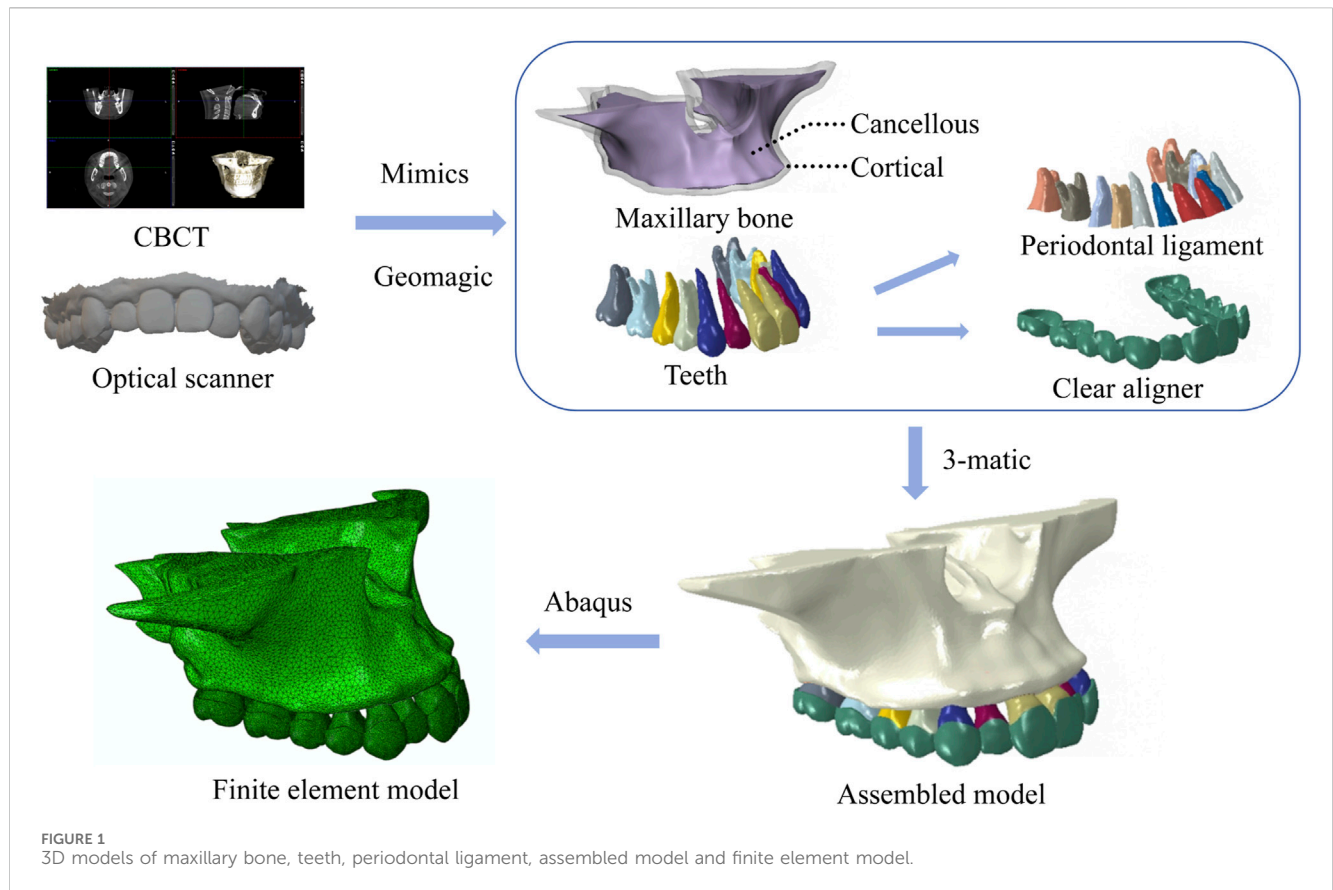 CBCT
Optical scanner
Mimics
Geomagic
Cancellous
Cortical
Maxillary bone
Teeth
Periodontal ligament
Clear aligner
3-matic
Assembled model
Abaqus
Finite element model
FIGURE 1
3D models of maxillary bone, teeth, periodontal ligament, assembled model and finite element model.